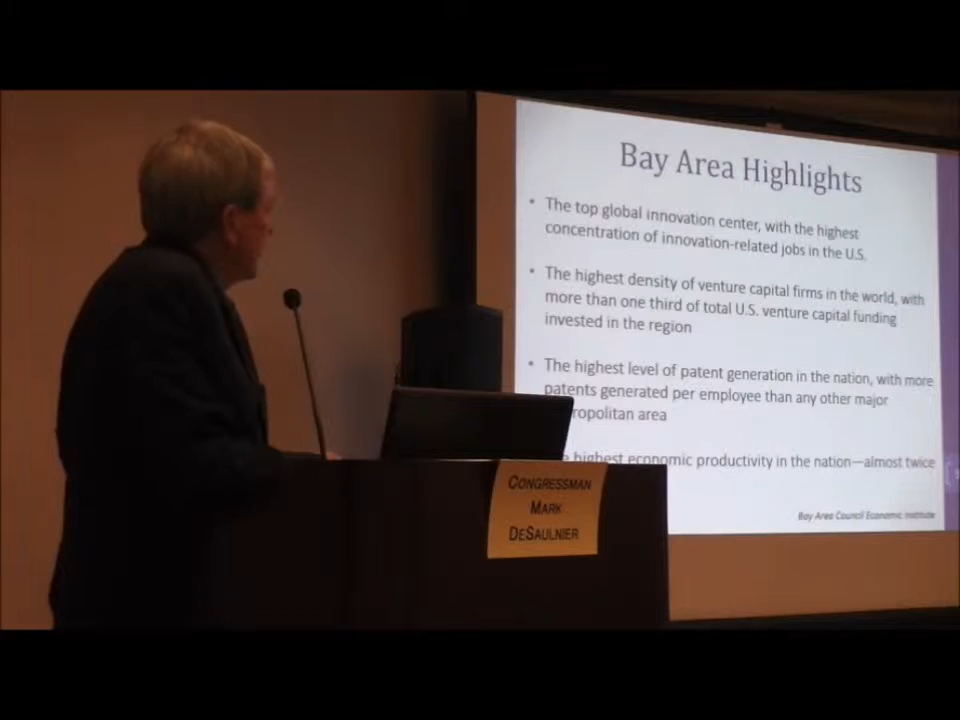 Bay Area Highlights
• The top global innovation center, with the highest
concentration of innovation-related jobs in the U.S.
• The highest density of venture capital firms in the world, with
more than one third of total U.S. venture capital funding
invested in the region
• The highest level of patent generation in the nation, with more
patents generated per employee than any other major
ropolitan area
highest economic productivity in the nation—almost twice
Bay Area Council Economic Institute
CONGRESSMAN
MARK
DESAULNIER